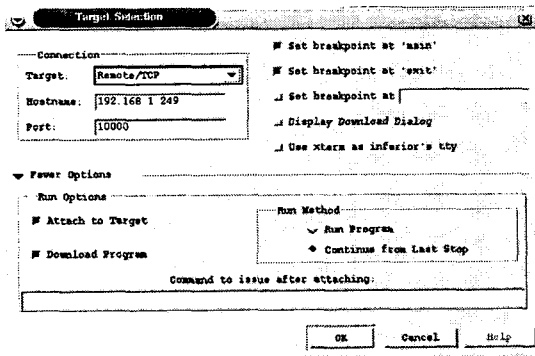 Target Selection
Connection
Target: Remote/TCP
Hostname: 192.168 1 249
Port: 10000
Set breakpoint at 'main'
Set breakpoint at 'exit'
Set breakpoint at
Display Download Dialog
Use xterm as inferior's tty
Fewer Options
Run Options
Attach to Target
Download Program
Run Method
Run Program
Continue from Last Stop
Command to issue after attaching:
OK Cancel Help